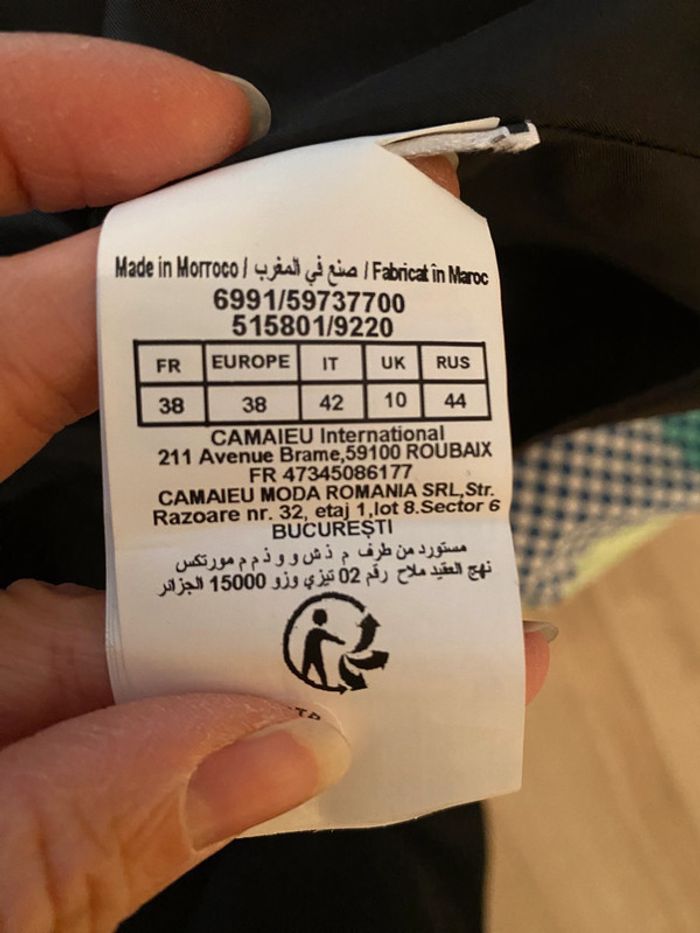 Made in Morroco / صنع في المغرب / Fabricat în Maroc
6991/59737700
515801/9220
FR EUROPE IT UK RUS
38 38 42 10 44
CAMAIEU International
211 Avenue Brame,59100 ROUBAIX
FR 47345086177
CAMAIEU MODA ROMANIA SRL,Str.
Razoare nr. 32, etaj 1,lot 8.Sector 6
BUCUREȘTI
مستورد من طرف م ذ ش و و ذ م م مورتكس
نهج العقيد ملاح رقم 02 تيزي وزو 15000 الجزائر